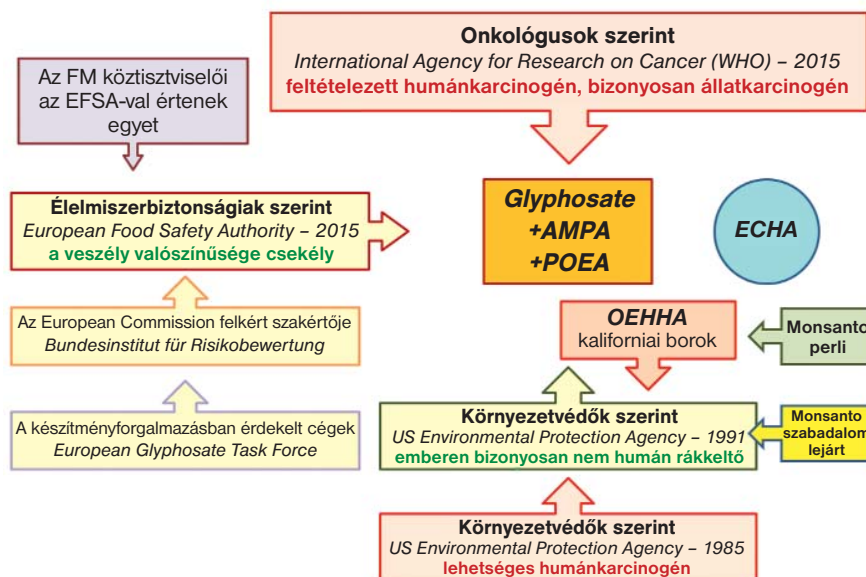 Onkológusok szerint
International Agency for Research on Cancer (WHO) – 2015
feltételezett humánkarcinogén, bizonyosan állatkarcinogén
Az FM köztisztviselői
az EFSA-val értenek
egyet
Élelmiszerbiztonságiak szerint
European Food Safety Authority – 2015
a veszély valószínűsége csekély
Glyphosate
+AMPA
+POEA
ECHA
Az European Commission felkért szakértője
Bundesinstitut für Risikobewertung
OEHHA
kaliforniai borok
Monsanto
perli
A készítményforgalmazásban érdekelt cégek
European Glyphosate Task Force
Környezetvédők szerint
US Environmental Protection Agency – 1991
emberen bizonyosan nem humán rákkeltő
Monsanto
szabadalom
lejárt
Környezetvédők szerint
US Environmental Protection Agency – 1985
lehetséges humánkarcinogén